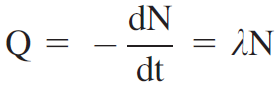 Q = - dN/dt = λN